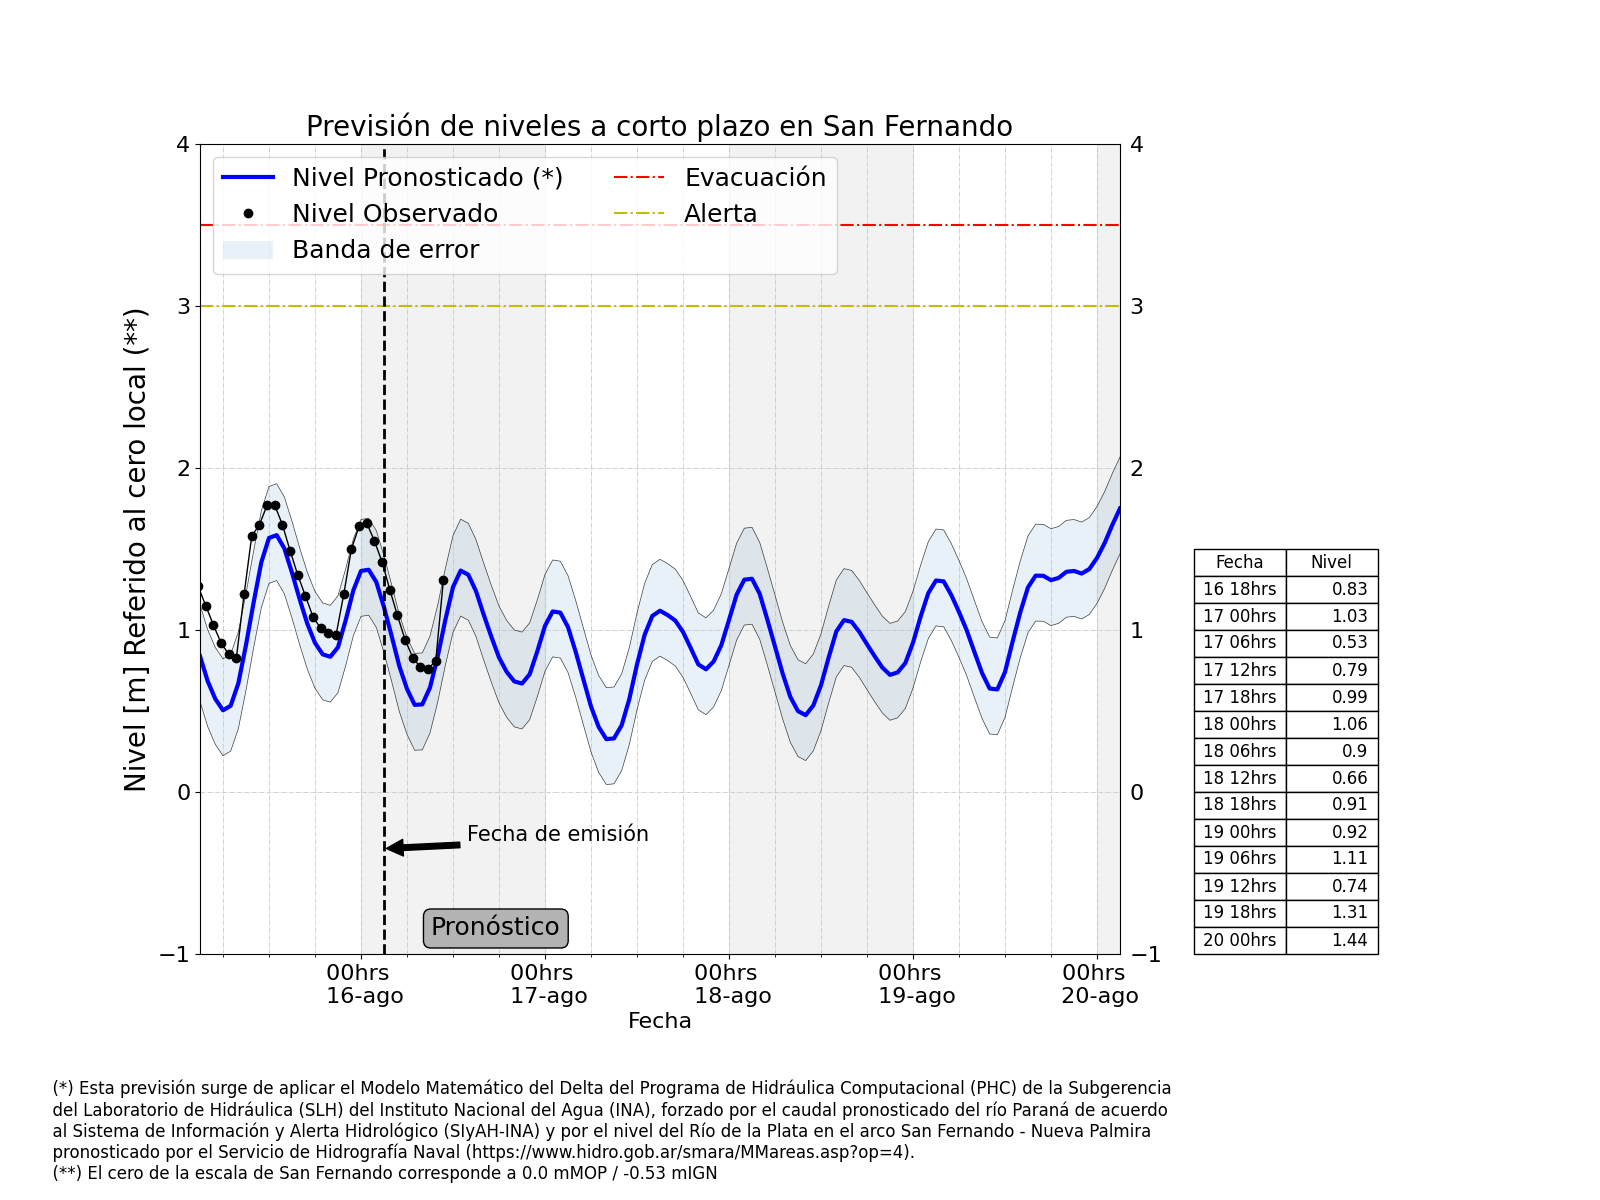 Previsión de niveles a corto plazo en San Fernando
Nivel Pronosticado (*)
Nivel Observado
Banda de error
Evacuación
Alerta
Nivel [m] Referido al cero local (**)
4
3
2
1
0
−1
4
3
2
1
0
−1
Fecha de emisión
Pronóstico
00hrs 00hrs 00hrs 00hrs 00hrs
16-ago 17-ago 18-ago 19-ago 20-ago
Fecha
Fecha Nivel
16 18hrs 0.83
17 00hrs 1.03
17 06hrs 0.53
17 12hrs 0.79
17 18hrs 0.99
18 00hrs 1.06
18 06hrs 0.9
18 12hrs 0.66
18 18hrs 0.91
19 00hrs 0.92
19 06hrs 1.11
19 12hrs 0.74
19 18hrs 1.31
20 00hrs 1.44
(*) Esta previsión surge de aplicar el Modelo Matemático del Delta del Programa de Hidráulica Computacional (PHC) de la Subgerencia
del Laboratorio de Hidráulica (SLH) del Instituto Nacional del Agua (INA), forzado por el caudal pronosticado del río Paraná de acuerdo
al Sistema de Información y Alerta Hidrológico (SIyAH-INA) y por el nivel del Río de la Plata en el arco San Fernando - Nueva Palmira
pronosticado por el Servicio de Hidrografía Naval (https://www.hidro.gob.ar/smara/MMareas.asp?op=4).
(**) El cero de la escala de San Fernando corresponde a 0.0 mMOP / -0.53 mIGN